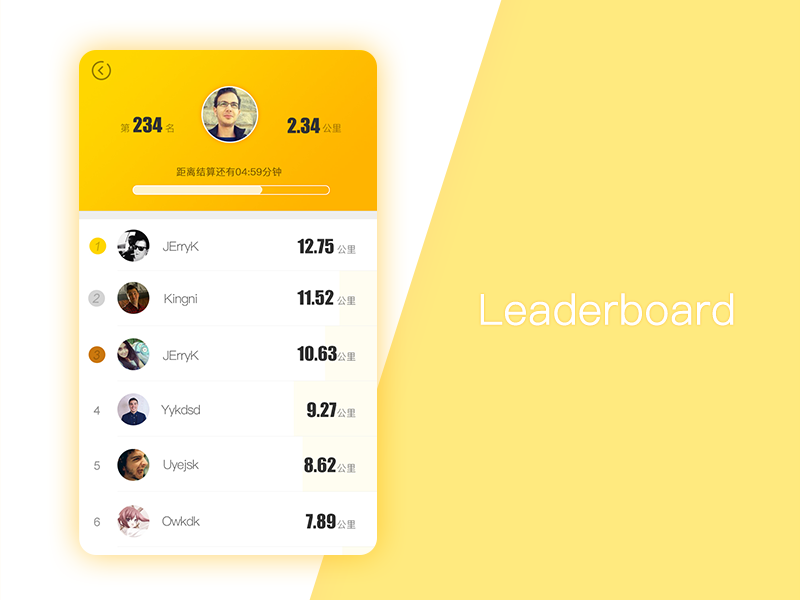 第 234 名
2.34 公里
距离结算还有04:59分钟
1 JErryK 12.75 公里
2 Kingni 11.52 公里
3 JErryK 10.63 公里
4 Yykdsd 9.27 公里
5 Uyejsk 8.62 公里
6 Owkdk 7.89 公里
Leaderboard